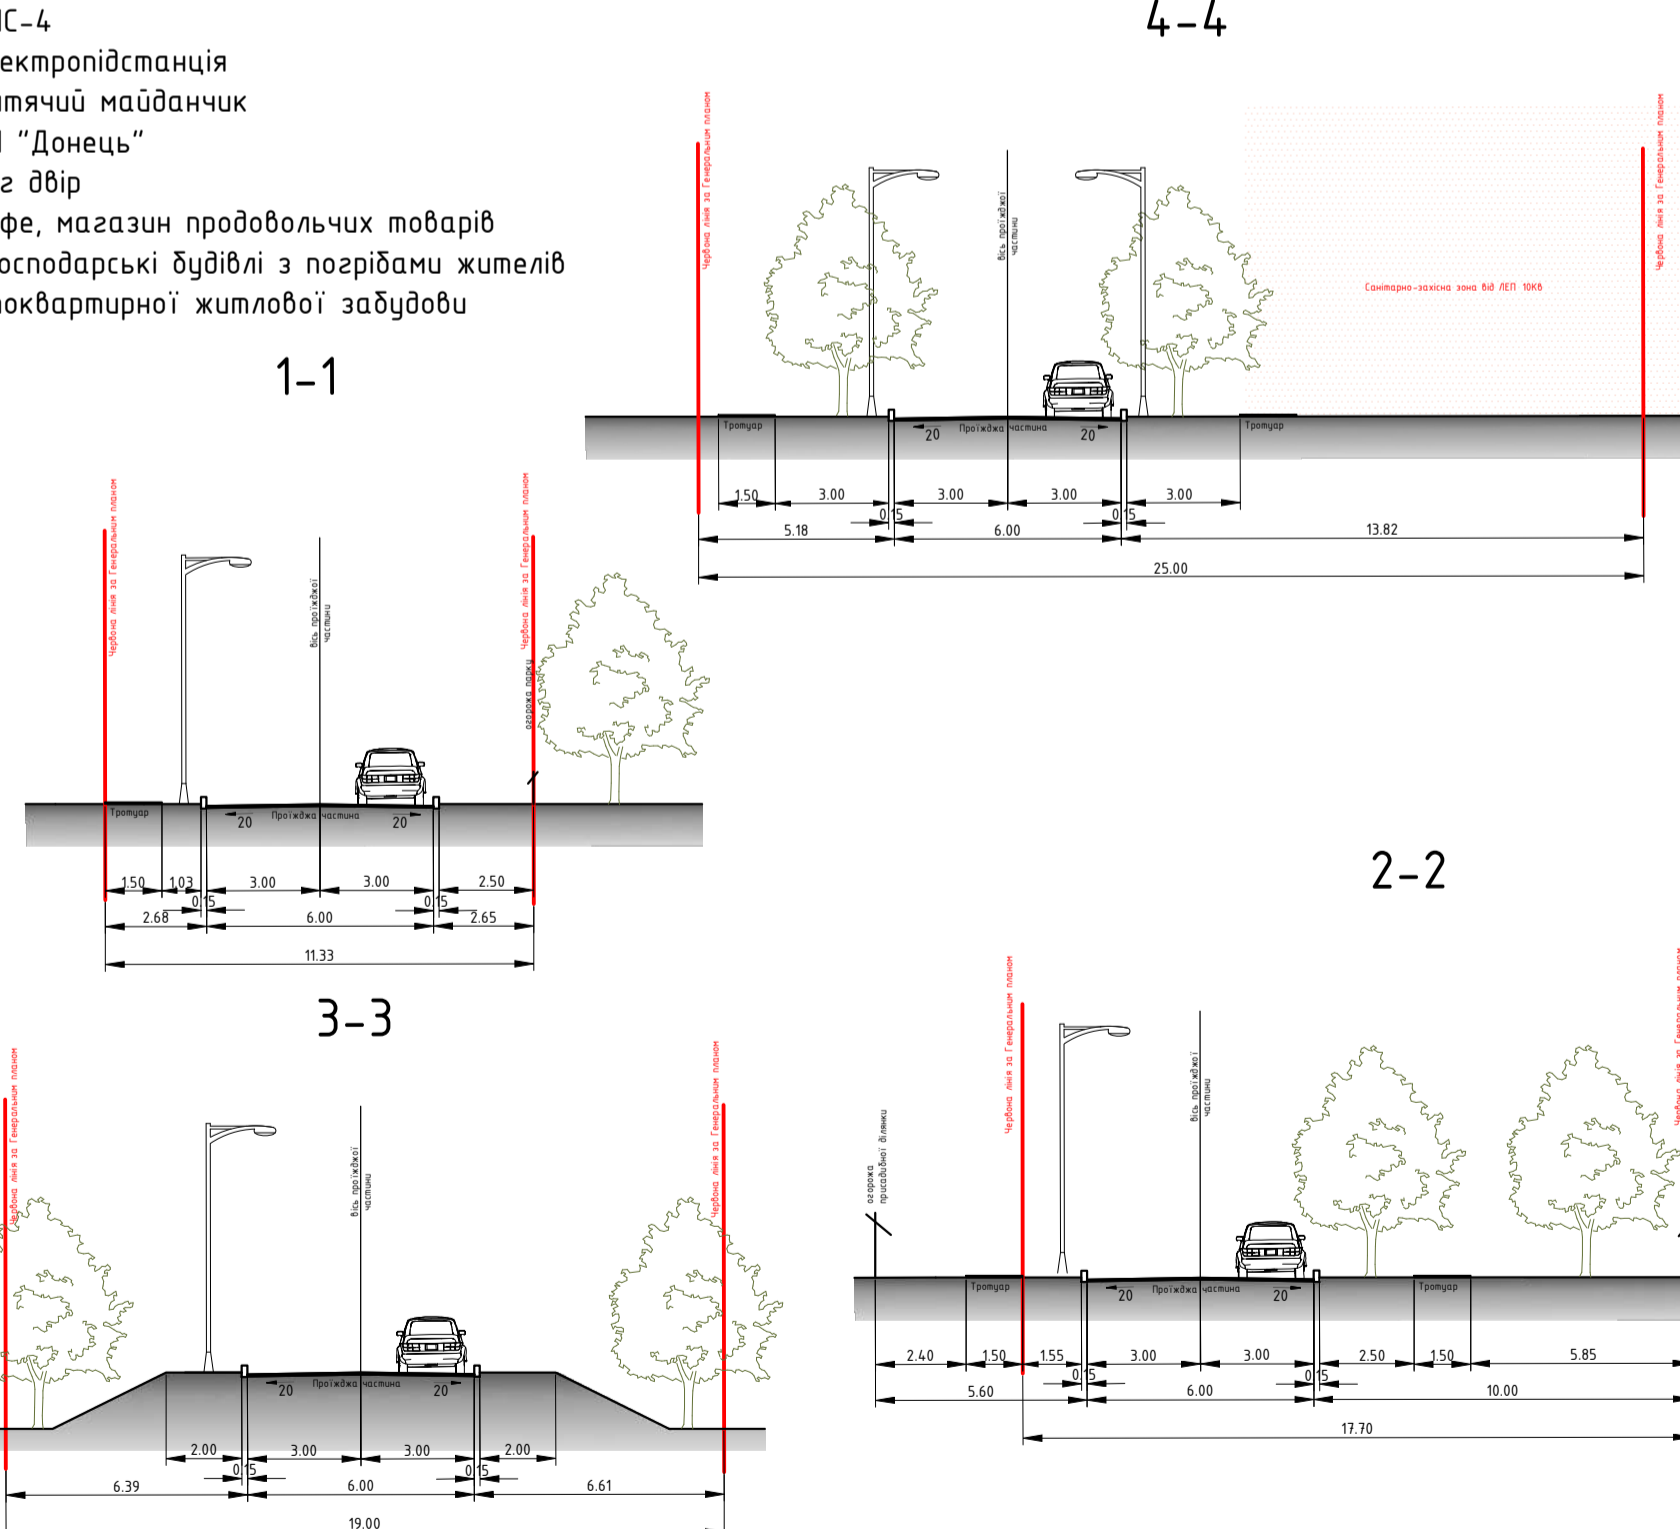 ПС-4
ектропідстанція
итячий майданчик
"Донець"
г двір
фе, магазин продовольчих товарів
осподарські будівлі з погрібами жителів
токвартирної житлової забудови
4-4
Червона лінія за Генеральним планом
вісь проїжджої
частини
Червона лінія за Генеральним планом
Санітарно-захісна зона від ЛЕП 10Кв
Тротуар
20
Проїжджа частина
20
Тротуар
1.50
3.00
3.00
3.00
3.00
0.15
0.15
5.18
6.00
13.82
25.00
1-1
Червона лінія за Генеральним планом
вісь проїжджої
частини
Червона лінія за Генеральним планом
огорожа парку
Тротуар
20
Проїжджа частина
20
1.50
1.03
3.00
3.00
2.50
0.15
0.15
2.68
6.00
2.65
11.33
2-2
огорожа
присадибної ділянки
Червона лінія за Генеральним планом
вісь проїжджої
частини
Червона лінія за Генеральним планом
Тротуар
20
Проїжджа частина
20
Тротуар
2.40
1.50
1.55
3.00
3.00
2.50
1.50
5.85
0.15
0.15
5.60
6.00
10.00
17.70
3-3
Червона лінія за Генеральним планом
вісь проїжджої
частини
Червона лінія за Генеральним планом
20
Проїжджа частина
20
2.00
3.00
3.00
2.00
0.15
0.15
6.39
6.00
6.61
19.00